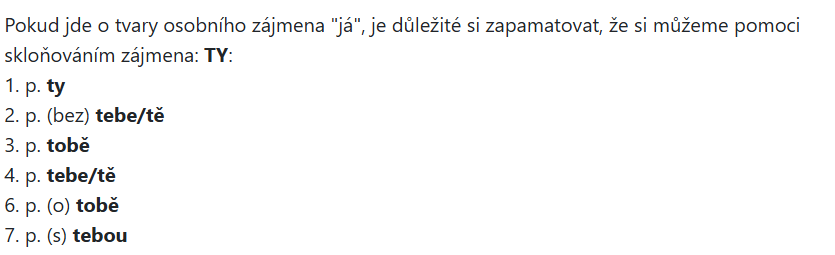 Pokud jde o tvary osobního zájmena "já", je důležité si zapamatovat, že si můžeme pomoci
skloňováním zájmena: TY:
1. p. ty
2. p. (bez) tebe/tě
3. p. tobě
4. p. tebe/tě
6. p. (o) tobě
7. p. (s) tebou